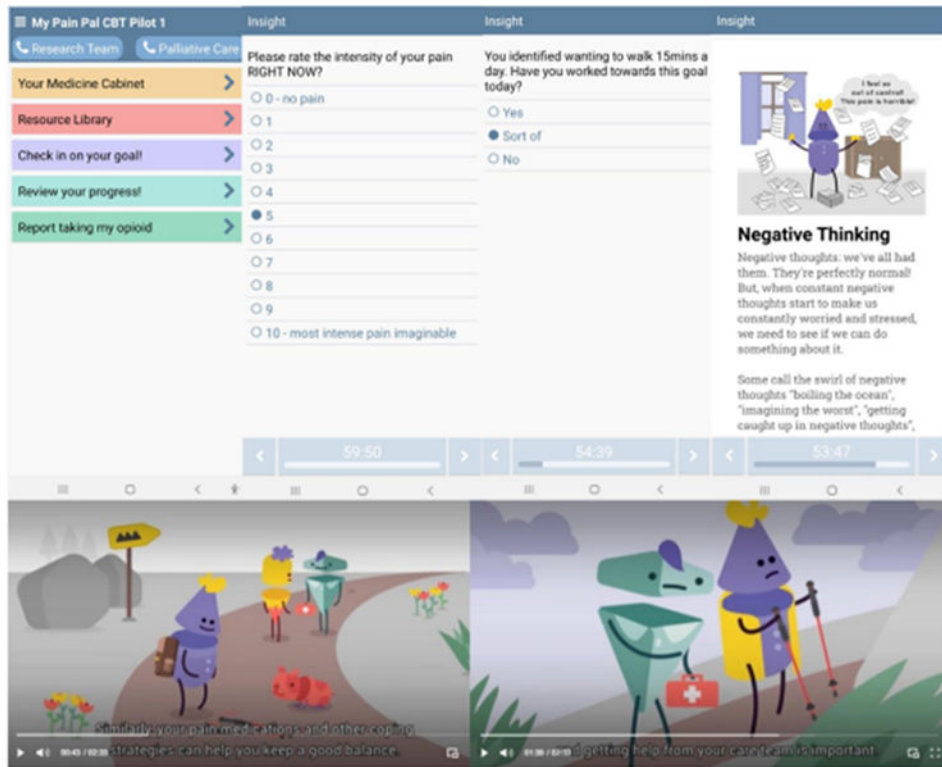 My Pain Pal CBT Pilot 1
Research Team
Palliative Care
Your Medicine Cabinet
Resource Library
Check in on your goal!
Review your progress!
Report taking my opioid
Insight
Please rate the intensity of your pain
RIGHT NOW?
0 - no pain
1
2
3
4
5
6
7
8
9
10 - most intense pain imaginable
59:50
Insight
You identified wanting to walk 15mins a
day. Have you worked towards this goal
today?
Yes
Sort of
No
54:39
Insight
I feel so
out of control!
This pain is horrible!
Negative Thinking
Negative thoughts: we've all had
them. They're perfectly normal!
But, when constant negative
thoughts start to make us
constantly worried and stressed,
we need to see if we can do
something about it.
Some call the swirl of negative
thoughts "boiling the ocean",
"imagining the worst", "getting
caught up in negative thoughts",
53:47
Similarly your pain medications and other coping
strategies can help you keep a good balance.
getting help from your care team is important